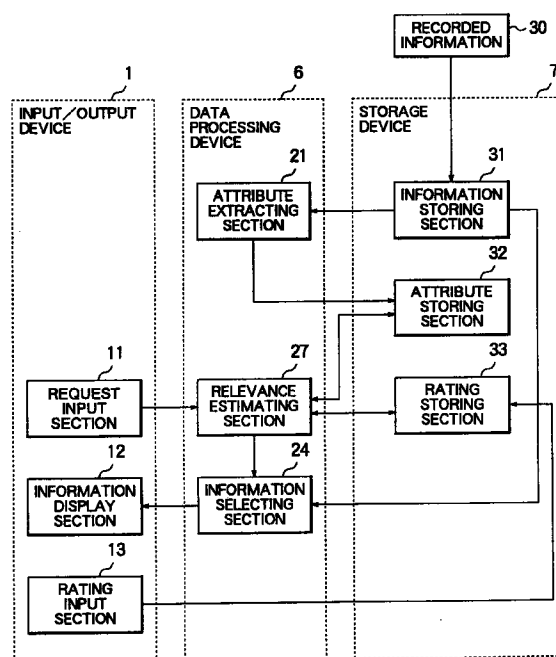 RECORDED
INFORMATION
30
1
6
7
INPUT/OUTPUT
DEVICE
DATA
PROCESSING
DEVICE
STORAGE
DEVICE
21
ATTRIBUTE
EXTRACTING
SECTION
31
INFORMATION
STORING
SECTION
32
ATTRIBUTE
STORING
SECTION
11
REQUEST
INPUT
SECTION
27
RELEVANCE
ESTIMATING
SECTION
33
RATING
STORING
SECTION
12
INFORMATION
DISPLAY
SECTION
24
INFORMATION
SELECTING
SECTION
13
RATING
INPUT
SECTION